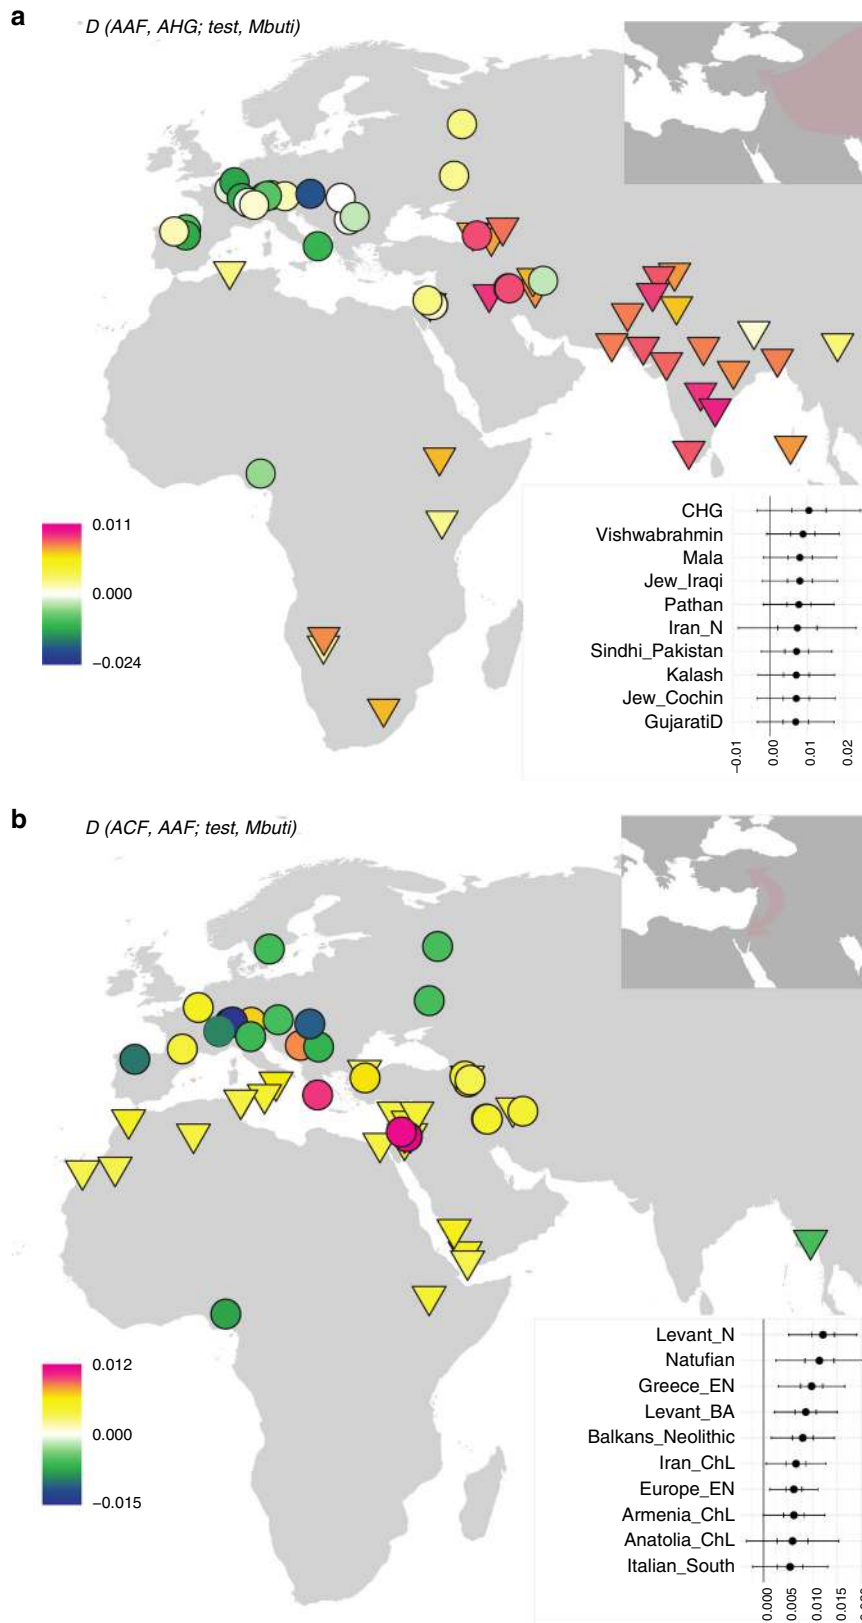 a
D (AAF, AHG; test, Mbuti)
0.011
0.000
−0.024
CHG
Vishwabrahmin
Mala
Jew_Iraqi
Pathan
Iran_N
Sindhi_Pakistan
Kalash
Jew_Cochin
GujaratiD
−0.01
0.00
0.01
0.02
b
D (ACF, AAF; test, Mbuti)
0.012
0.000
−0.015
Levant_N
Natufian
Greece_EN
Levant_BA
Balkans_Neolithic
Iran_ChL
Europe_EN
Armenia_ChL
Anatolia_ChL
Italian_South
0.000
0.005
0.010
0.015